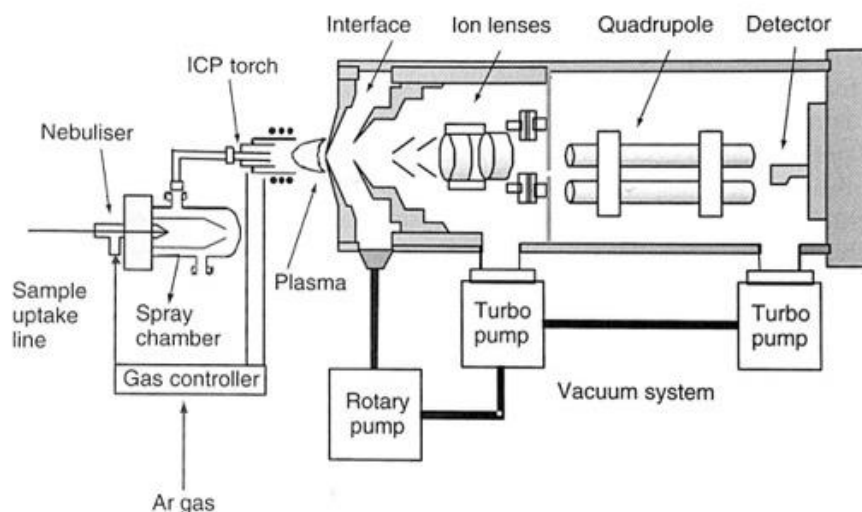 Interface
Ion lenses
Quadrupole
Detector
ICP torch
Nebuliser
Plasma
Sample
uptake
line
Spray
chamber
Turbo
pump
Turbo
pump
Gas controller
Rotary
pump
Vacuum system
Ar gas